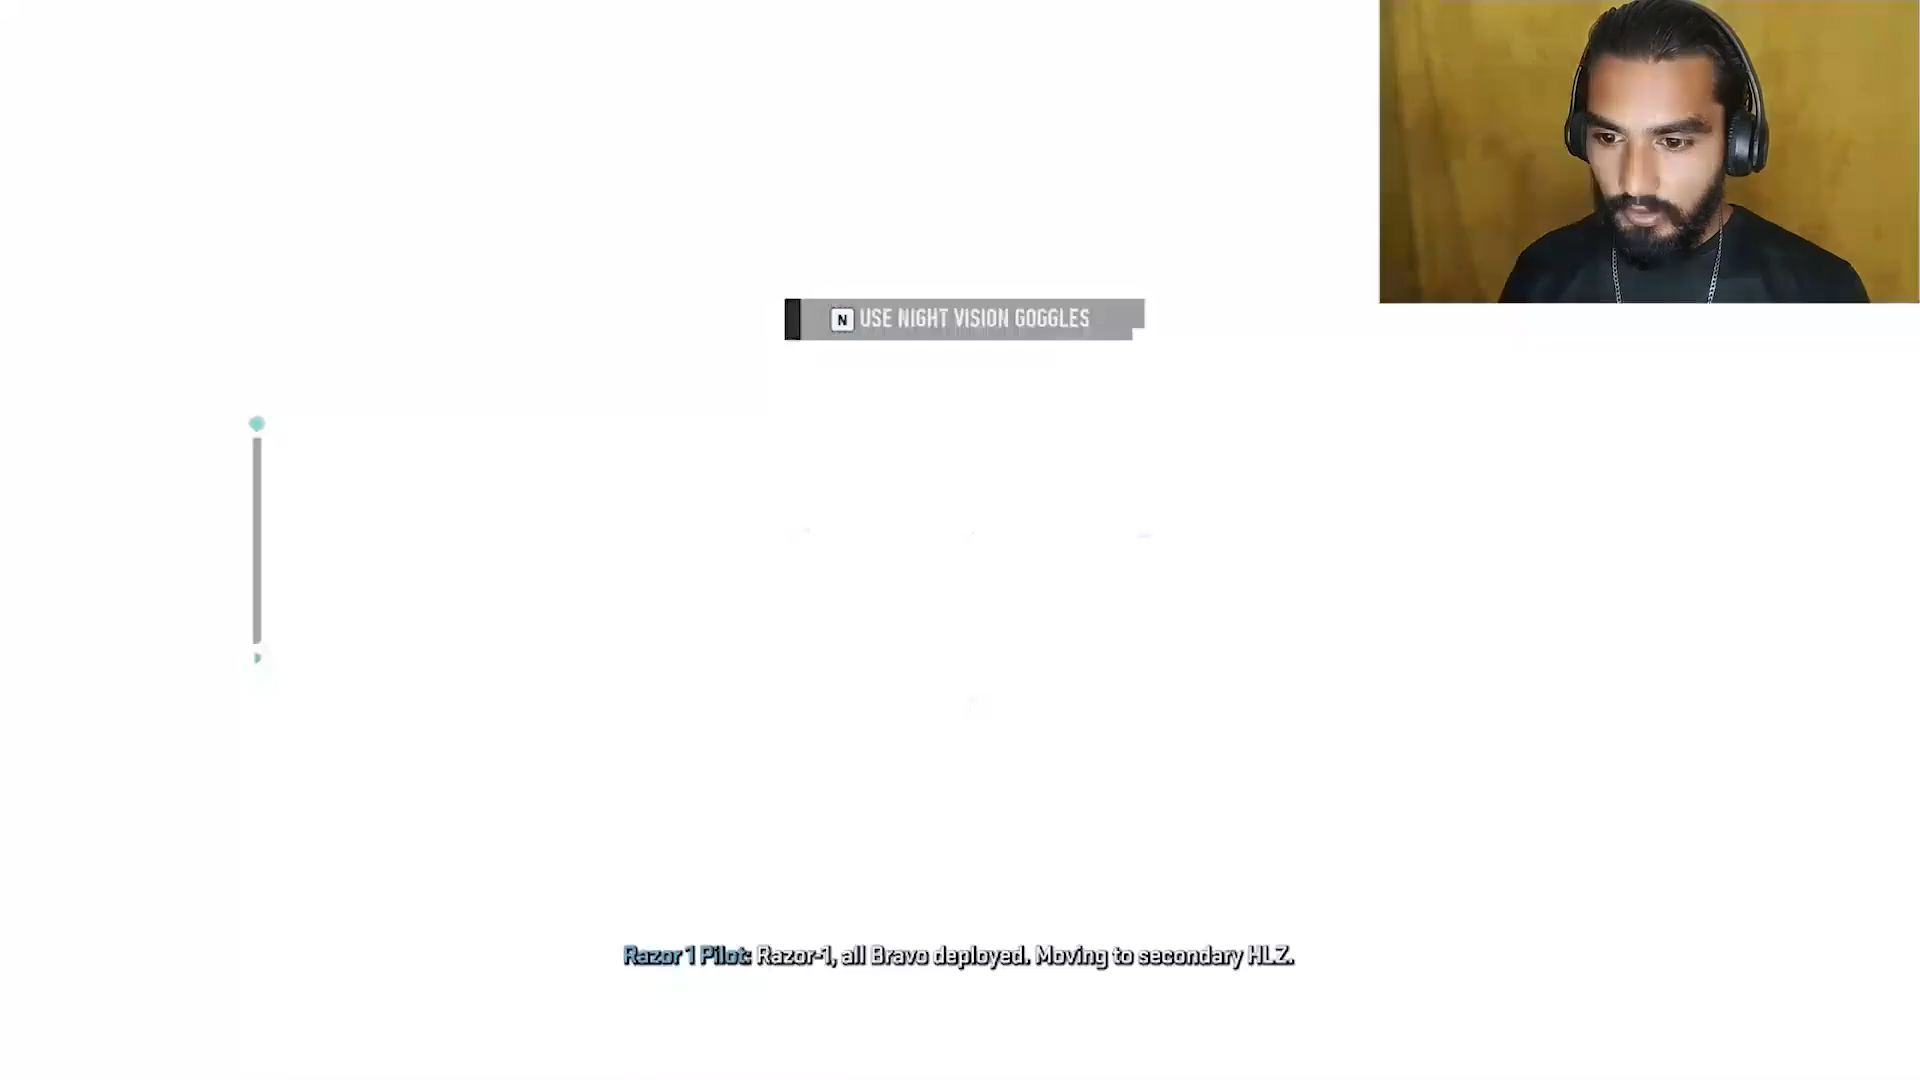 N USE NIGHT VISION GOGGLES
Razor 1 Pilot: Razor-1, all Bravo deployed. Moving to secondary HLZ.